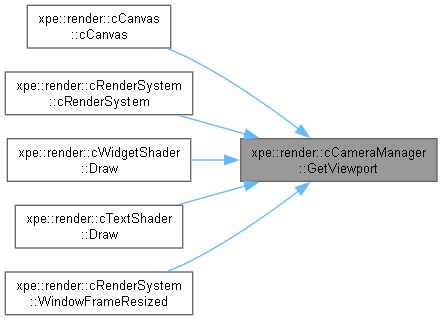 xpe::render::cCanvas
::cCanvas
xpe::render::cRenderSystem
::cRenderSystem
xpe::render::cWidgetShader
::Draw
xpe::render::cTextShader
::Draw
xpe::render::cRenderSystem
::WindowFrameResized
xpe::render::cCameraManager
::GetViewport